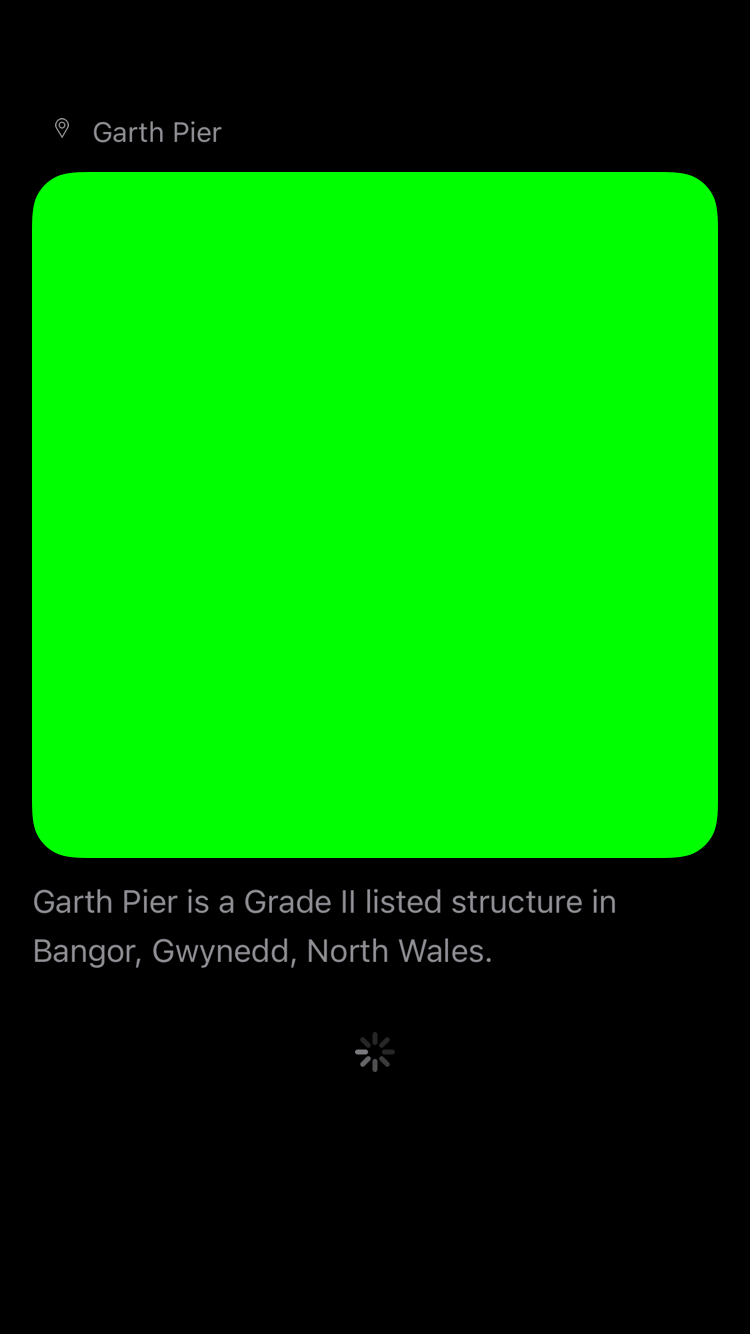 Garth Pier
Garth Pier is a Grade II listed structure in
Bangor, Gwynedd, North Wales.